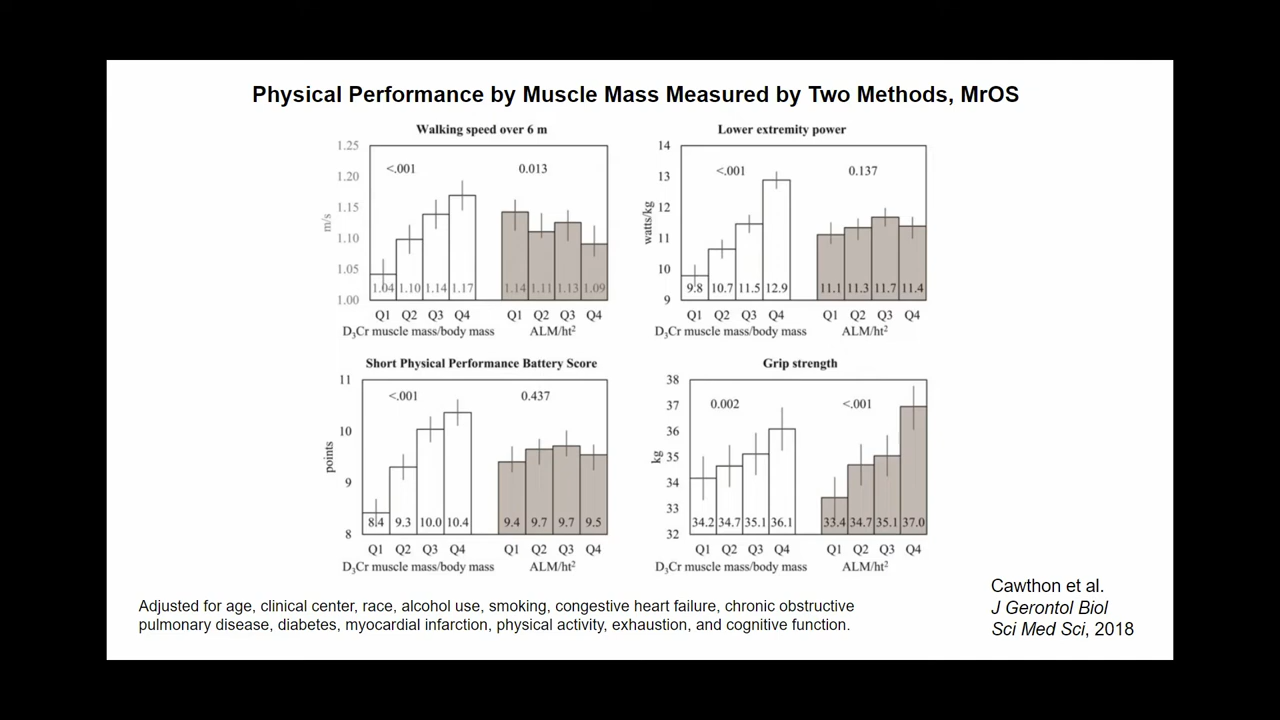 Physical Performance by Muscle Mass Measured by Two Methods, MrOS
Walking speed over 6 m
1.25
1.20
1.15
1.10
1.05
1.00
m/s
<.001
0.013
1.04 1.10 1.14 1.17
1.14 1.11 1.13 1.09
Q1 Q2 Q3 Q4
Q1 Q2 Q3 Q4
D₃Cr muscle mass/body mass
ALM/ht²
Lower extremity power
14
13
12
11
10
9
watts/kg
<.001
0.137
9.8 10.7 11.5 12.9
11.1 11.3 11.7 11.4
Q1 Q2 Q3 Q4
Q1 Q2 Q3 Q4
D₃Cr muscle mass/body mass
ALM/ht²
Short Physical Performance Battery Score
11
10
9
8
points
<.001
0.437
8.4 9.3 10.0 10.4
9.4 9.7 9.7 9.5
Q1 Q2 Q3 Q4
Q1 Q2 Q3 Q4
D₃Cr muscle mass/body mass
ALM/ht²
Grip strength
38
37
36
35
34
33
32
kg
0.002
<.001
34.2 34.7 35.1 36.1
33.4 34.7 35.1 37.0
Q1 Q2 Q3 Q4
Q1 Q2 Q3 Q4
D₃Cr muscle mass/body mass
ALM/ht²
Adjusted for age, clinical center, race, alcohol use, smoking, congestive heart failure, chronic obstructive
pulmonary disease, diabetes, myocardial infarction, physical activity, exhaustion, and cognitive function.
Cawthon et al.
J Gerontol Biol
Sci Med Sci, 2018